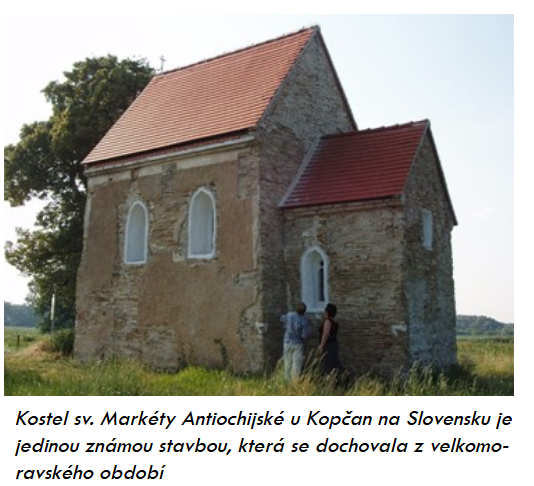 Kostel sv. Markéty Antiochijské u Kopčan na Slovensku je
jedinou známou stavbou, která se dochovala z velkomo-
ravského období